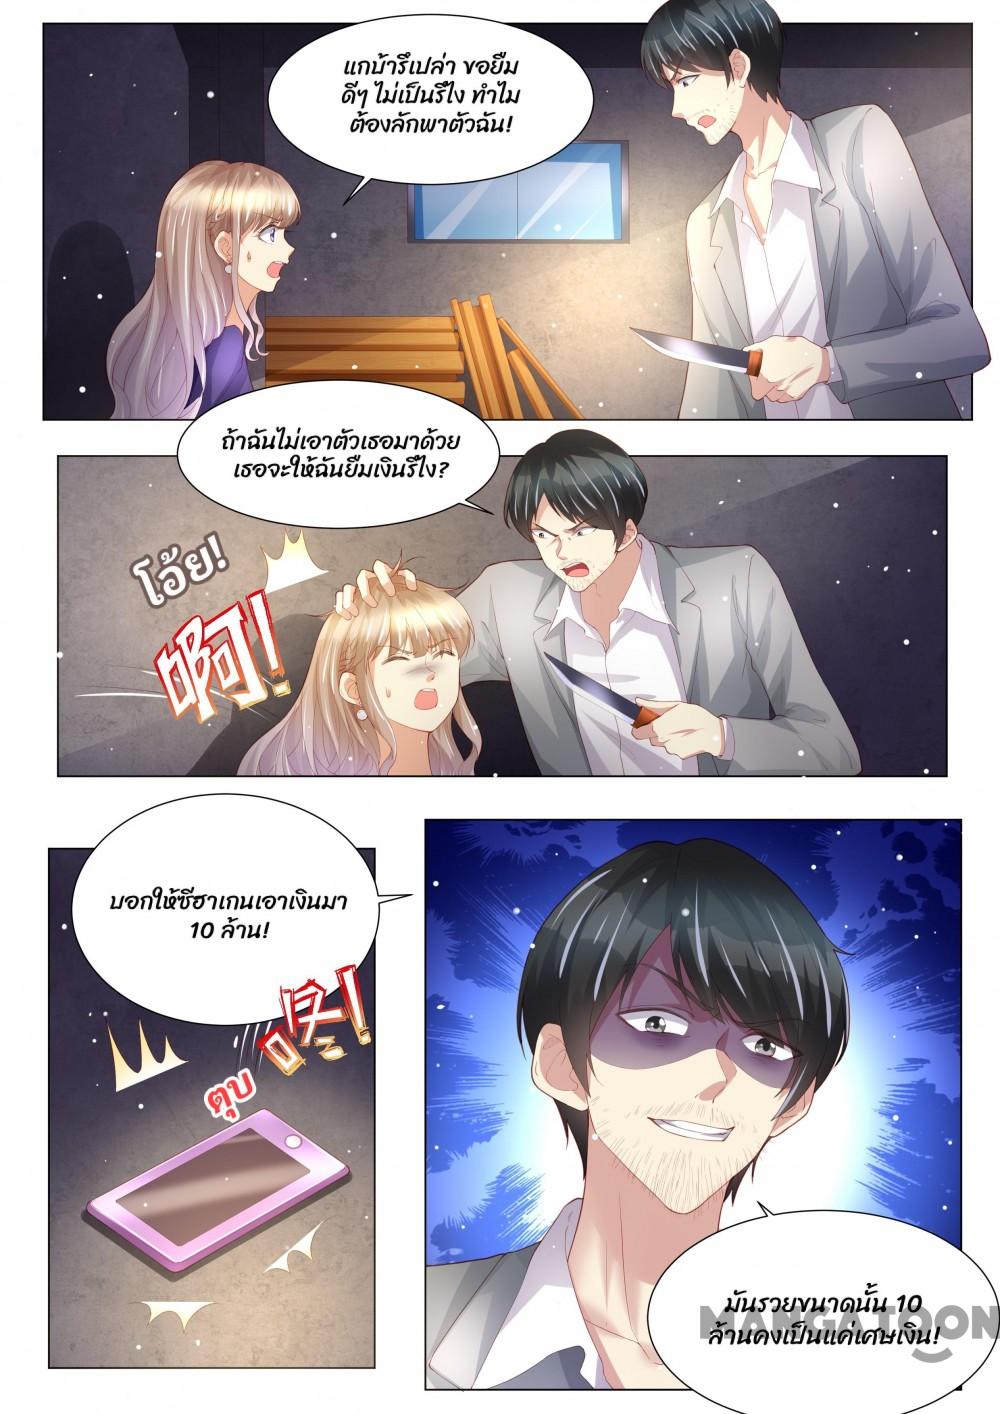 แกบ้ารึเปล่า ขอยืม
ดีๆ ไม่เป็นรึไง ทำไม
ต้องลักพาตัวฉัน!
ถ้าฉันไม่เอาตัวเธอมาด้วย
เธอจะให้ฉันยืมเงินรึไง?
โอ้ย!
啊!
บอกให้ซีฮาเกนเอาเงินมา
10 ล้าน!
咚!
ตุบ
มันรวยขนาดนั้น 10
ล้านคงเป็นแค่เศษเงิน!
MANGATOON